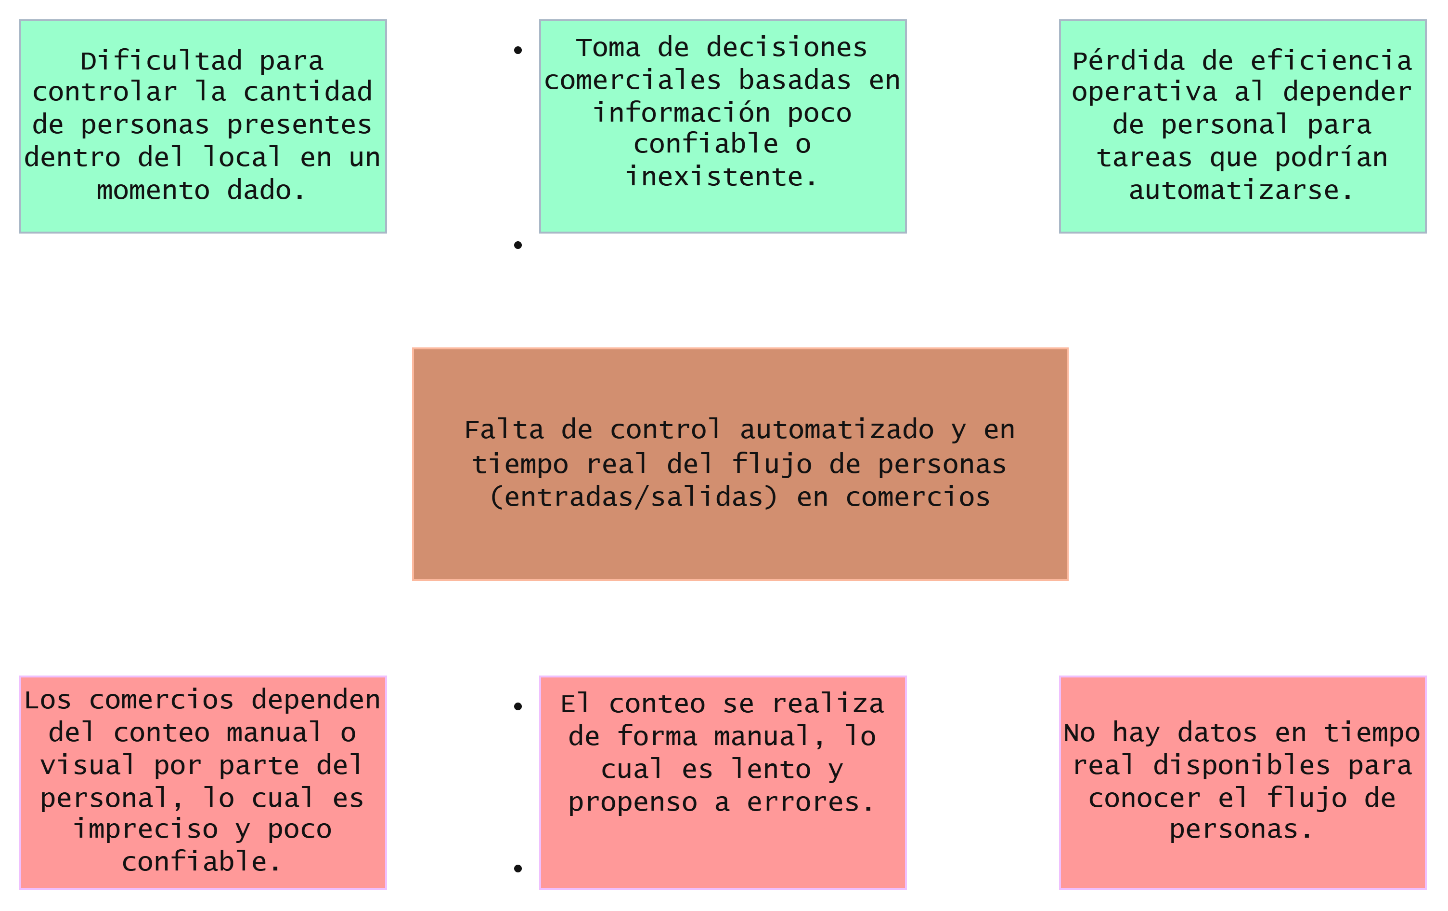 Dificultad para
controlar la cantidad
de personas presentes
dentro del local en un
momento dado.
• Toma de decisiones
comerciales basadas en
información poco
confiable o
inexistente.
•
Pérdida de eficiencia
operativa al depender
de personal para
tareas que podrían
automatizarse.
Falta de control automatizado y en
tiempo real del flujo de personas
(entradas/salidas) en comercios
Los comercios dependen
del conteo manual o
visual por parte del
personal, lo cual es
impreciso y poco
confiable.
• El conteo se realiza
de forma manual, lo
cual es lento y
propenso a errores.
•
No hay datos en tiempo
real disponibles para
conocer el flujo de
personas.